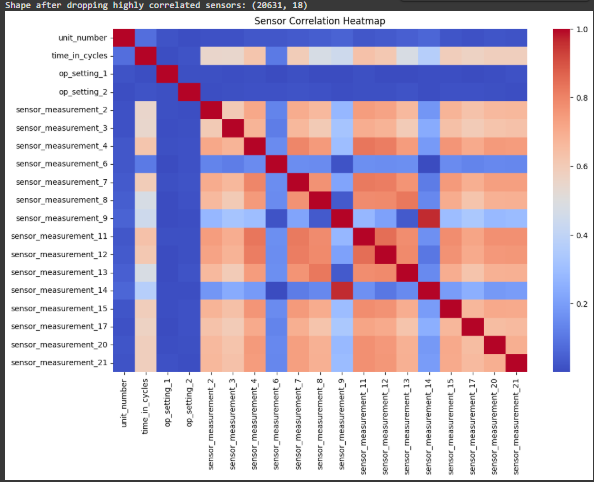 Shape after dropping highly correlated sensors: (20631, 18)
Sensor Correlation Heatmap
unit_number
time_in_cycles
op_setting_1
op_setting_2
sensor_measurement_2
sensor_measurement_3
sensor_measurement_4
sensor_measurement_6
sensor_measurement_7
sensor_measurement_8
sensor_measurement_9
sensor_measurement_11
sensor_measurement_12
sensor_measurement_13
sensor_measurement_14
sensor_measurement_15
sensor_measurement_17
sensor_measurement_20
sensor_measurement_21
unit_number
time_in_cycles
op_setting_1
op_setting_2
sensor_measurement_2
sensor_measurement_3
sensor_measurement_4
sensor_measurement_6
sensor_measurement_7
sensor_measurement_8
sensor_measurement_9
sensor_measurement_11
sensor_measurement_12
sensor_measurement_13
sensor_measurement_14
sensor_measurement_15
sensor_measurement_17
sensor_measurement_20
sensor_measurement_21
1.0
0.8
0.6
0.4
0.2